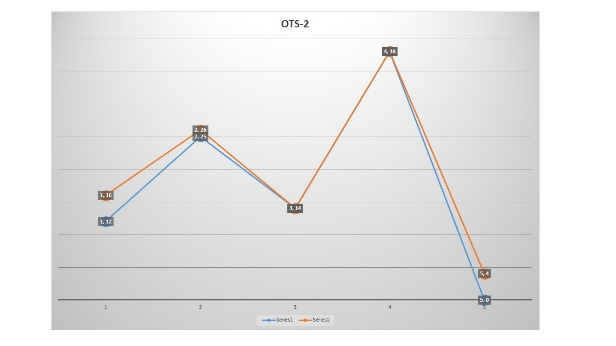 OTS-2
4, 38
2, 26
2, 25
1, 16
3, 14
1, 12
5, 4
5, 0
1 2 3 4 5
Series1 Series2